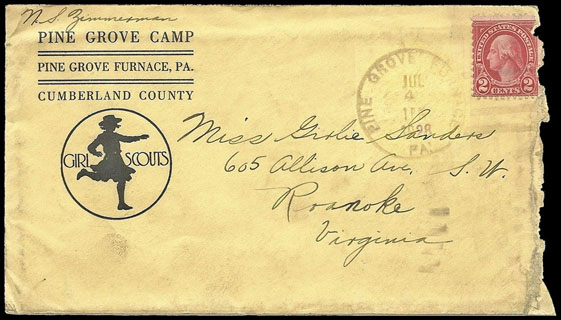 N S Zimmerman
PINE GROVE CAMP
PINE GROVE FURNACE, PA.
CUMBERLAND COUNTY
GIRL SCOUTS
PINE GROVE
JUL
4
PA.
UNITED STATES POSTAGE
2 CENTS 2
Miss Girlie Sanders
605 Allison Ave. S.W.
Roanoke
Virginia